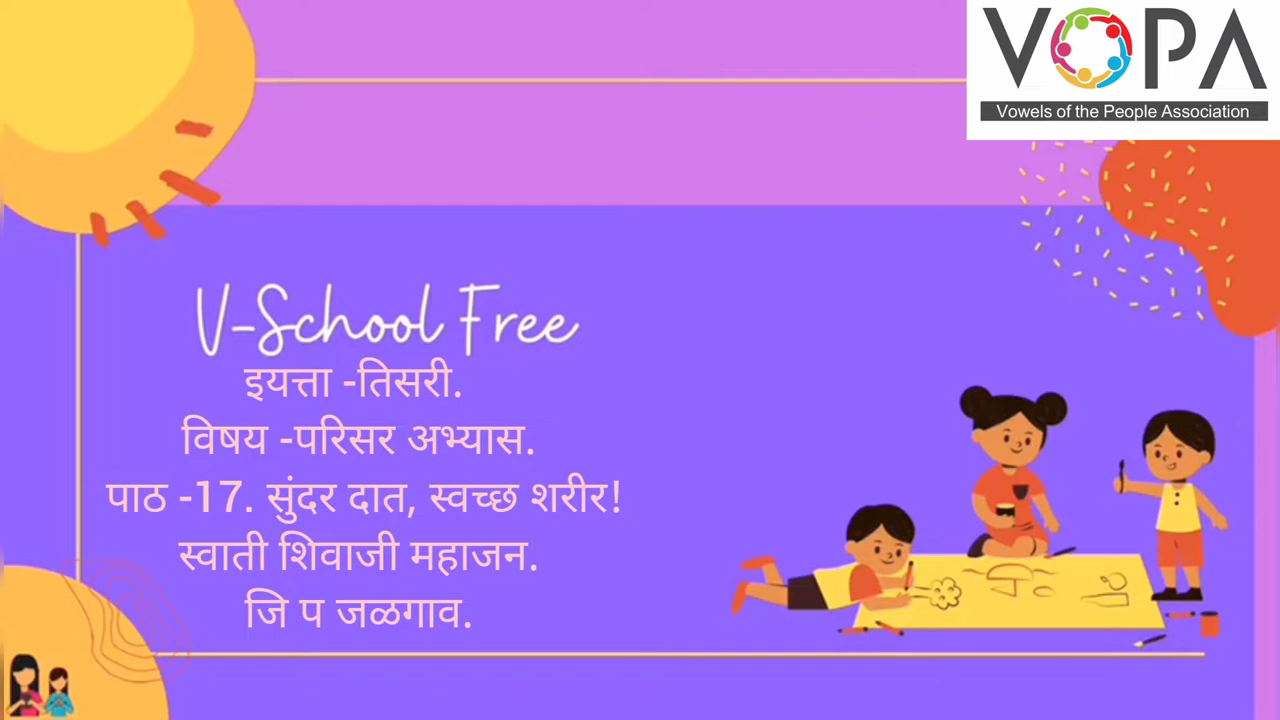 VOPA
Vowels of the People Association
V-School Free
इयत्ता -तिसरी.
विषय -परिसर अभ्यास.
पाठ -17. सुंदर दात, स्वच्छ शरीर!
स्वाती शिवाजी महाजन.
जि प जळगाव.